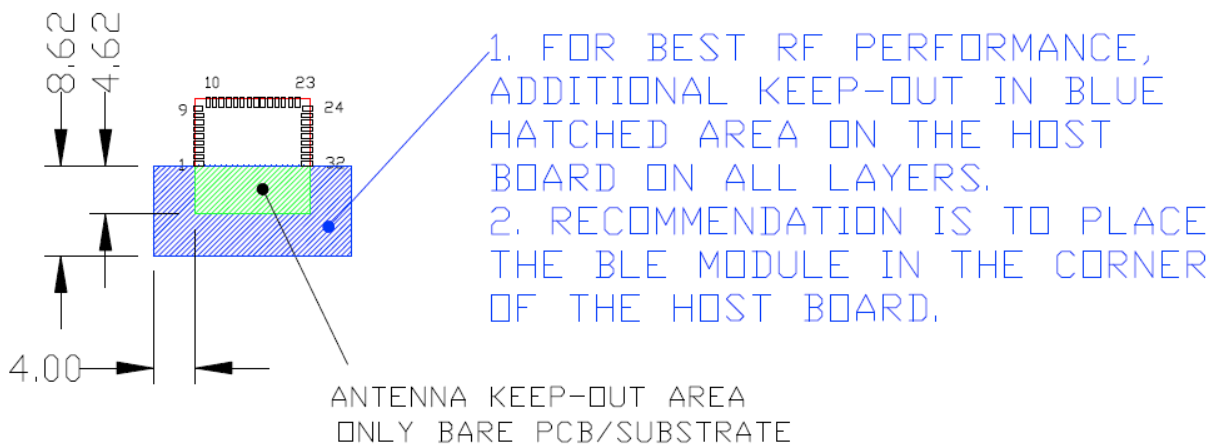 8.62
4.62
10
23
9
24
1
32
1. FOR BEST RF PERFORMANCE,
ADDITIONAL KEEP-OUT IN BLUE
HATCHED AREA ON THE HOST
BOARD ON ALL LAYERS.
2. RECOMMENDATION IS TO PLACE
THE BLE MODULE IN THE CORNER
OF THE HOST BOARD.
4.00
ANTENNA KEEP-OUT AREA
ONLY BARE PCB/SUBSTRATE